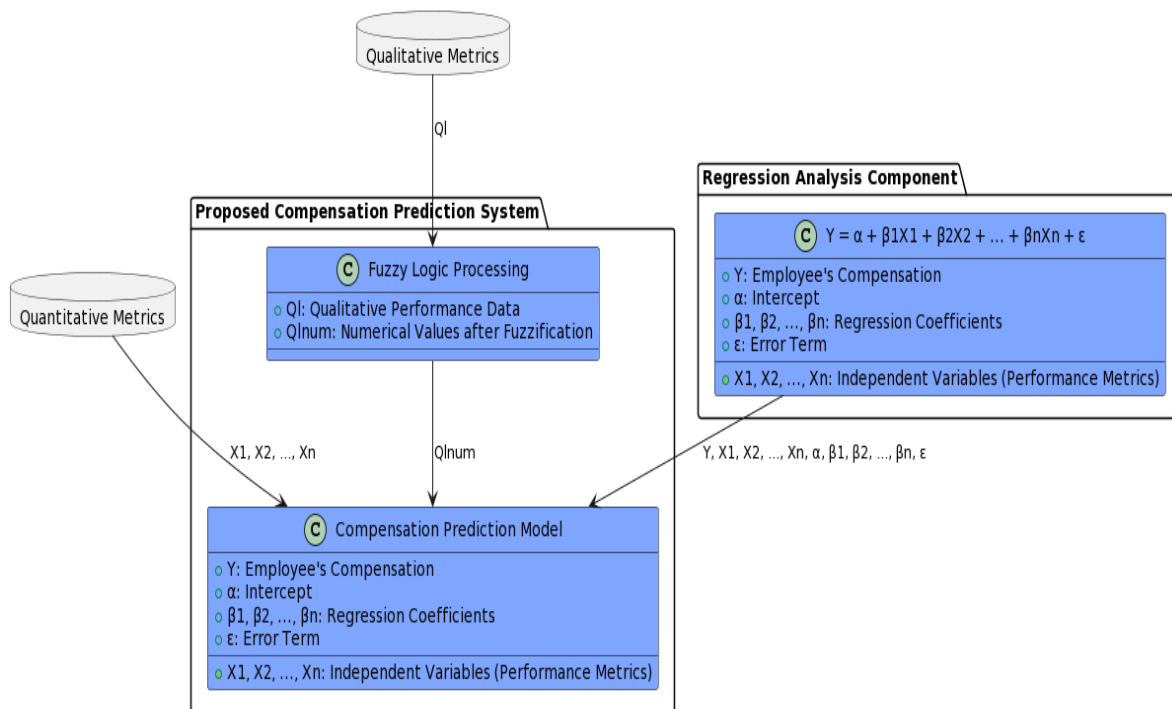 Qualitative Metrics
Ql
Regression Analysis Component
C Y = α + β1X1 + β2X2 + ... + βnXn + ε
Y: Employee's Compensation
α: Intercept
β1, β2, ..., βn: Regression Coefficients
ε: Error Term
X1, X2, ..., Xn: Independent Variables (Performance Metrics)
Proposed Compensation Prediction System
C Fuzzy Logic Processing
Ql: Qualitative Performance Data
Qlnum: Numerical Values after Fuzzification
Quantitative Metrics
X1, X2, ..., Xn
Qlnum
Y, X1, X2, ..., Xn, α, β1, β2, ..., βn, ε
C Compensation Prediction Model
Y: Employee's Compensation
α: Intercept
β1, β2, ..., βn: Regression Coefficients
ε: Error Term
X1, X2, ..., Xn: Independent Variables (Performance Metrics)